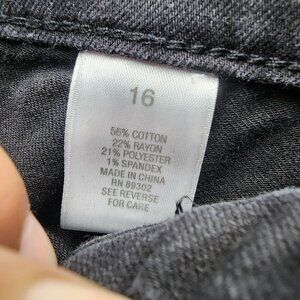 16
56% COTTON
22% RAYON
21% POLYESTER
1% SPANDEX
MADE IN CHINA
RN 89302
SEE REVERSE
FOR CARE